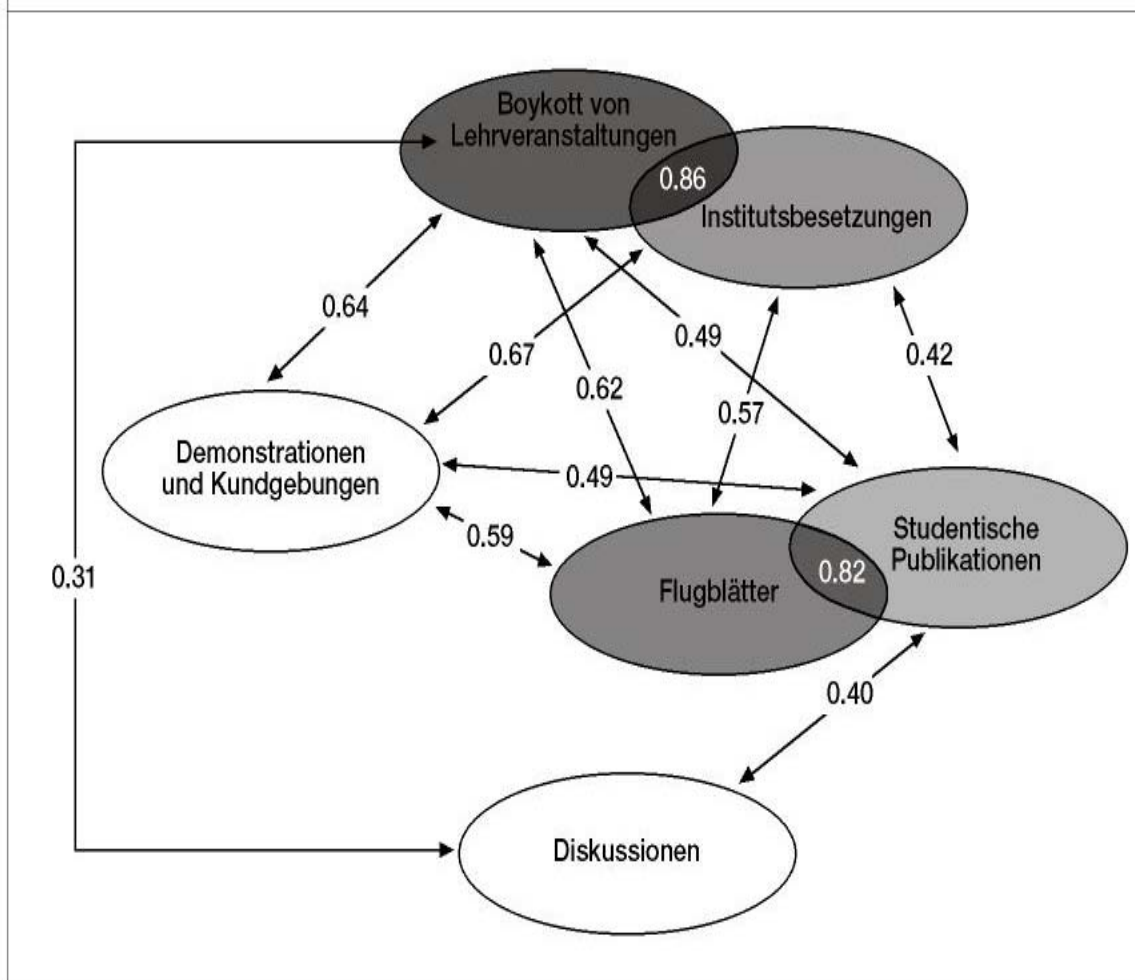 Boykott von
Lehrveranstaltungen
0.86
Institutsbesetzungen
0.64
0.67
0.49
0.42
0.62
0.57
Demonstrationen
und Kundgebungen
0.49
0.59
Studentische
Publikationen
0.82
Flugblätter
0.31
0.40
Diskussionen